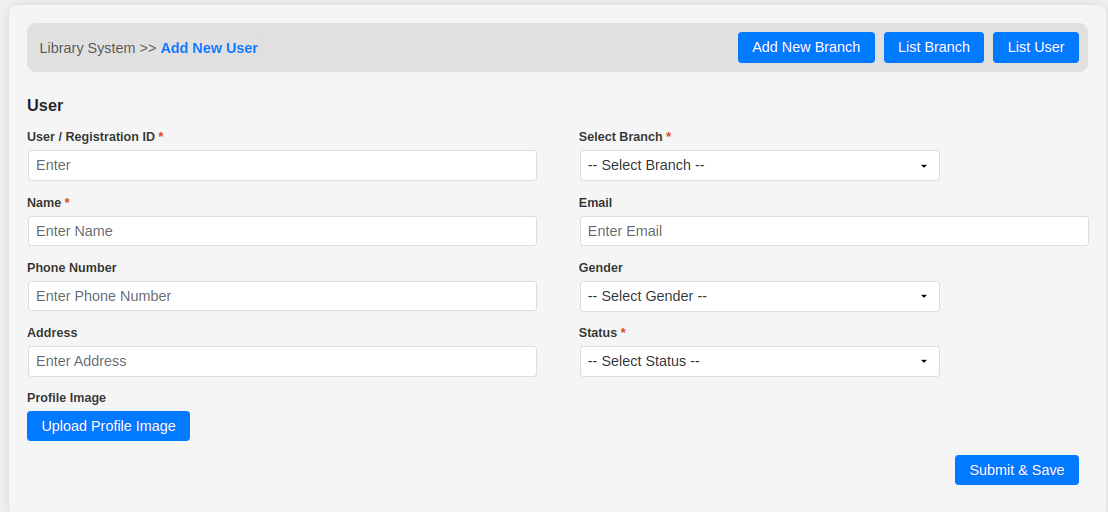 Library System >> Add New User
Add New Branch
List Branch
List User
User
User / Registration ID *
Select Branch *
Enter
-- Select Branch --
Name *
Email
Enter Name
Enter Email
Phone Number
Gender
Enter Phone Number
-- Select Gender --
Address
Status *
Enter Address
-- Select Status --
Profile Image
Upload Profile Image
Submit & Save